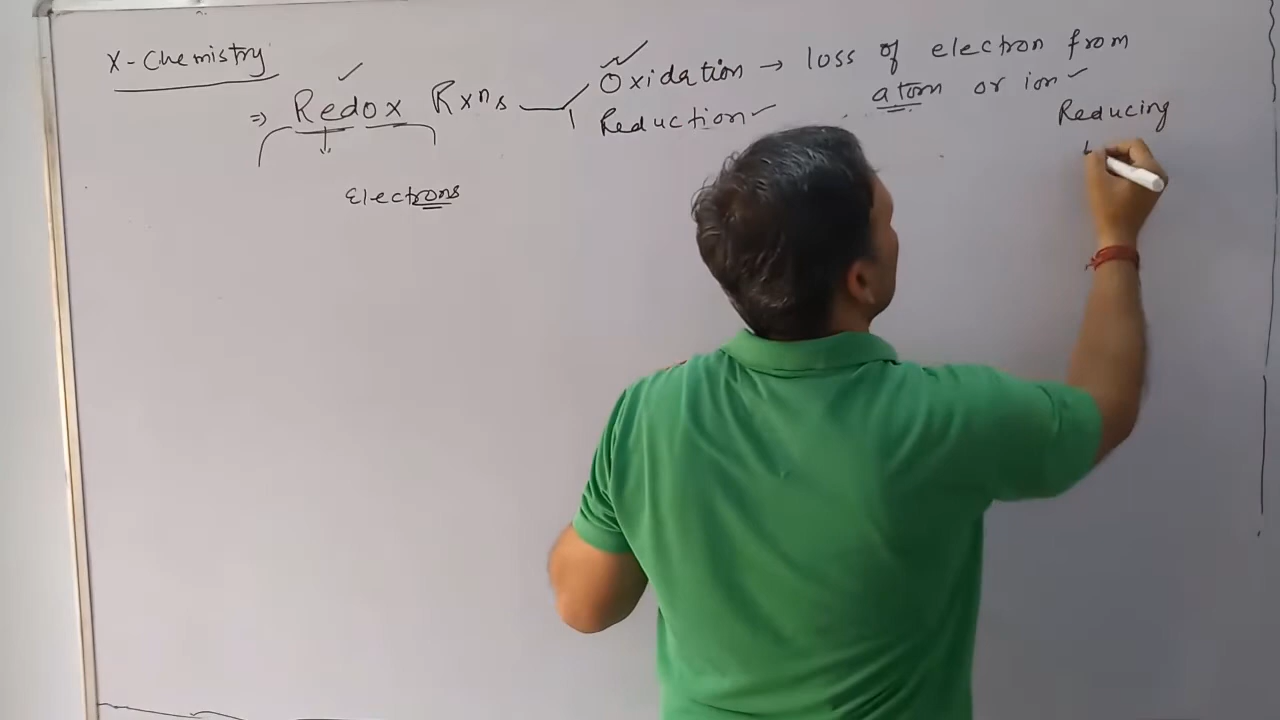 X-Chemistry
⇒ Redox Rxns
Oxidation → loss of electron from
atom or ion
Reduction
Reducing
Electrons